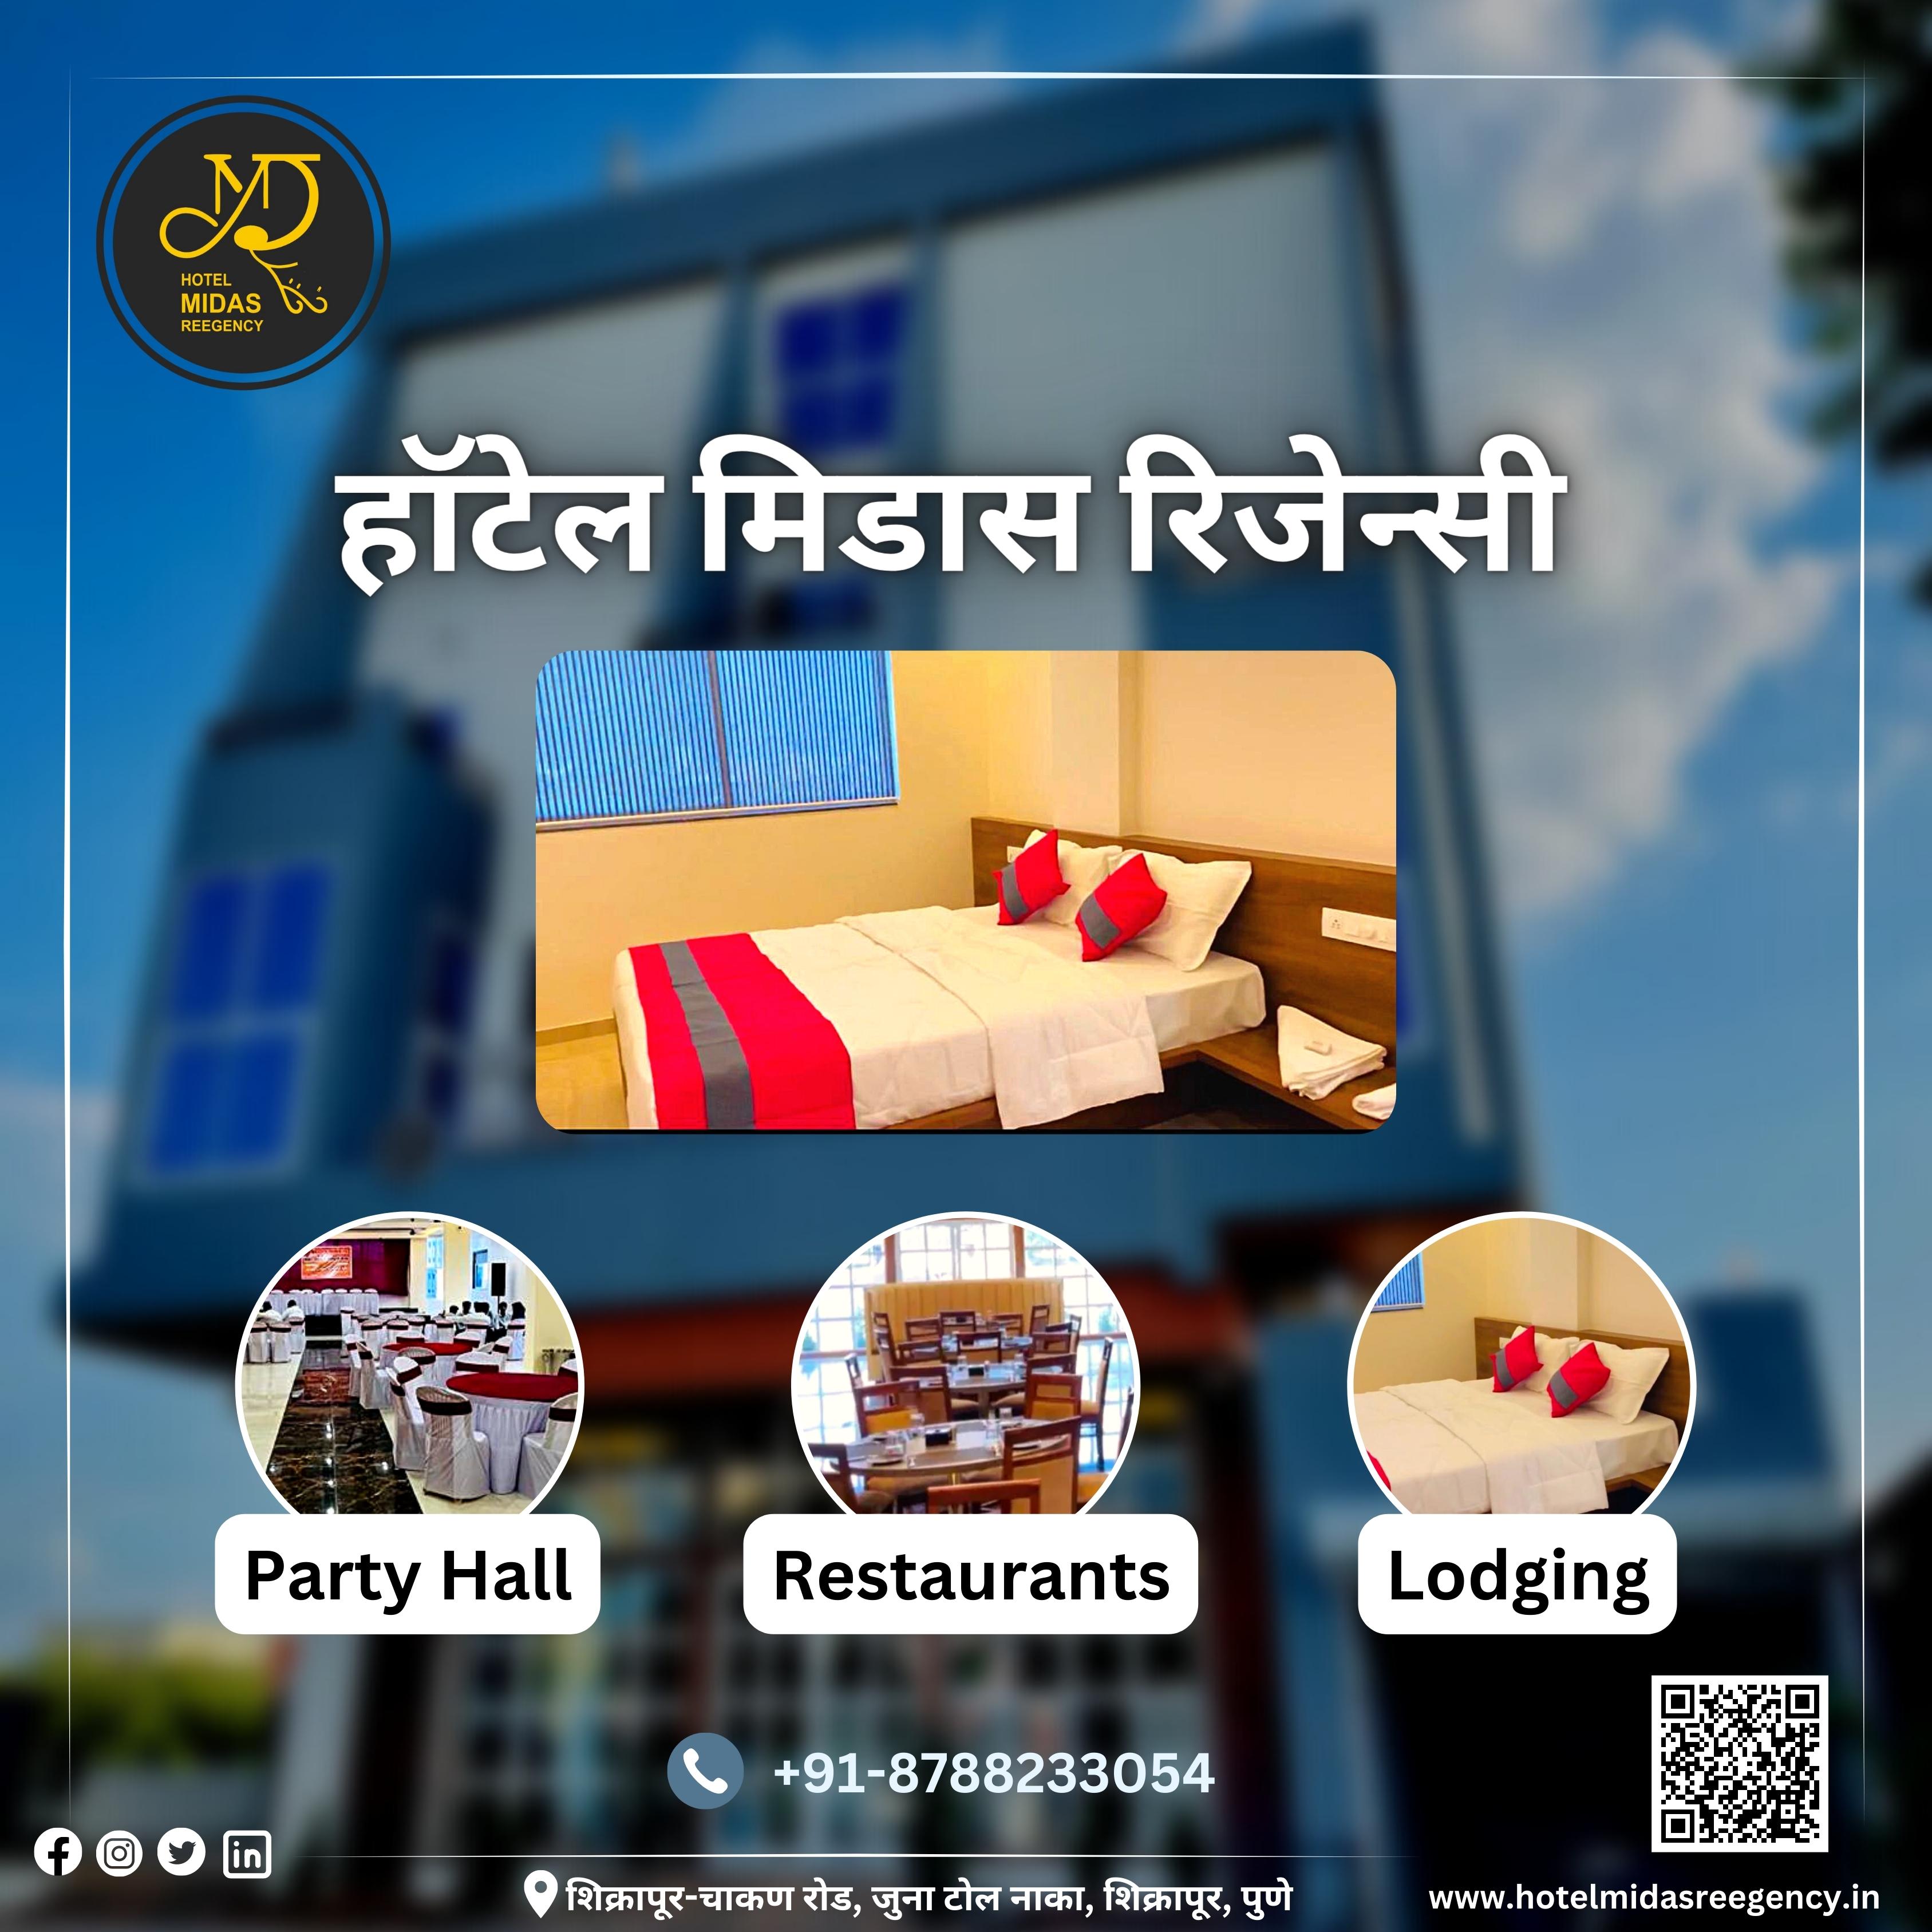 HOTEL
MIDAS
REEGENCY
हॉटेल मिडास रिजेन्सी
Party Hall
Restaurants
Lodging
+91-8788233054
शिक्रापूर-चाकण रोड, जुना टोल नाका, शिक्रापूर, पुणे
www.hotelmidasreegency.in